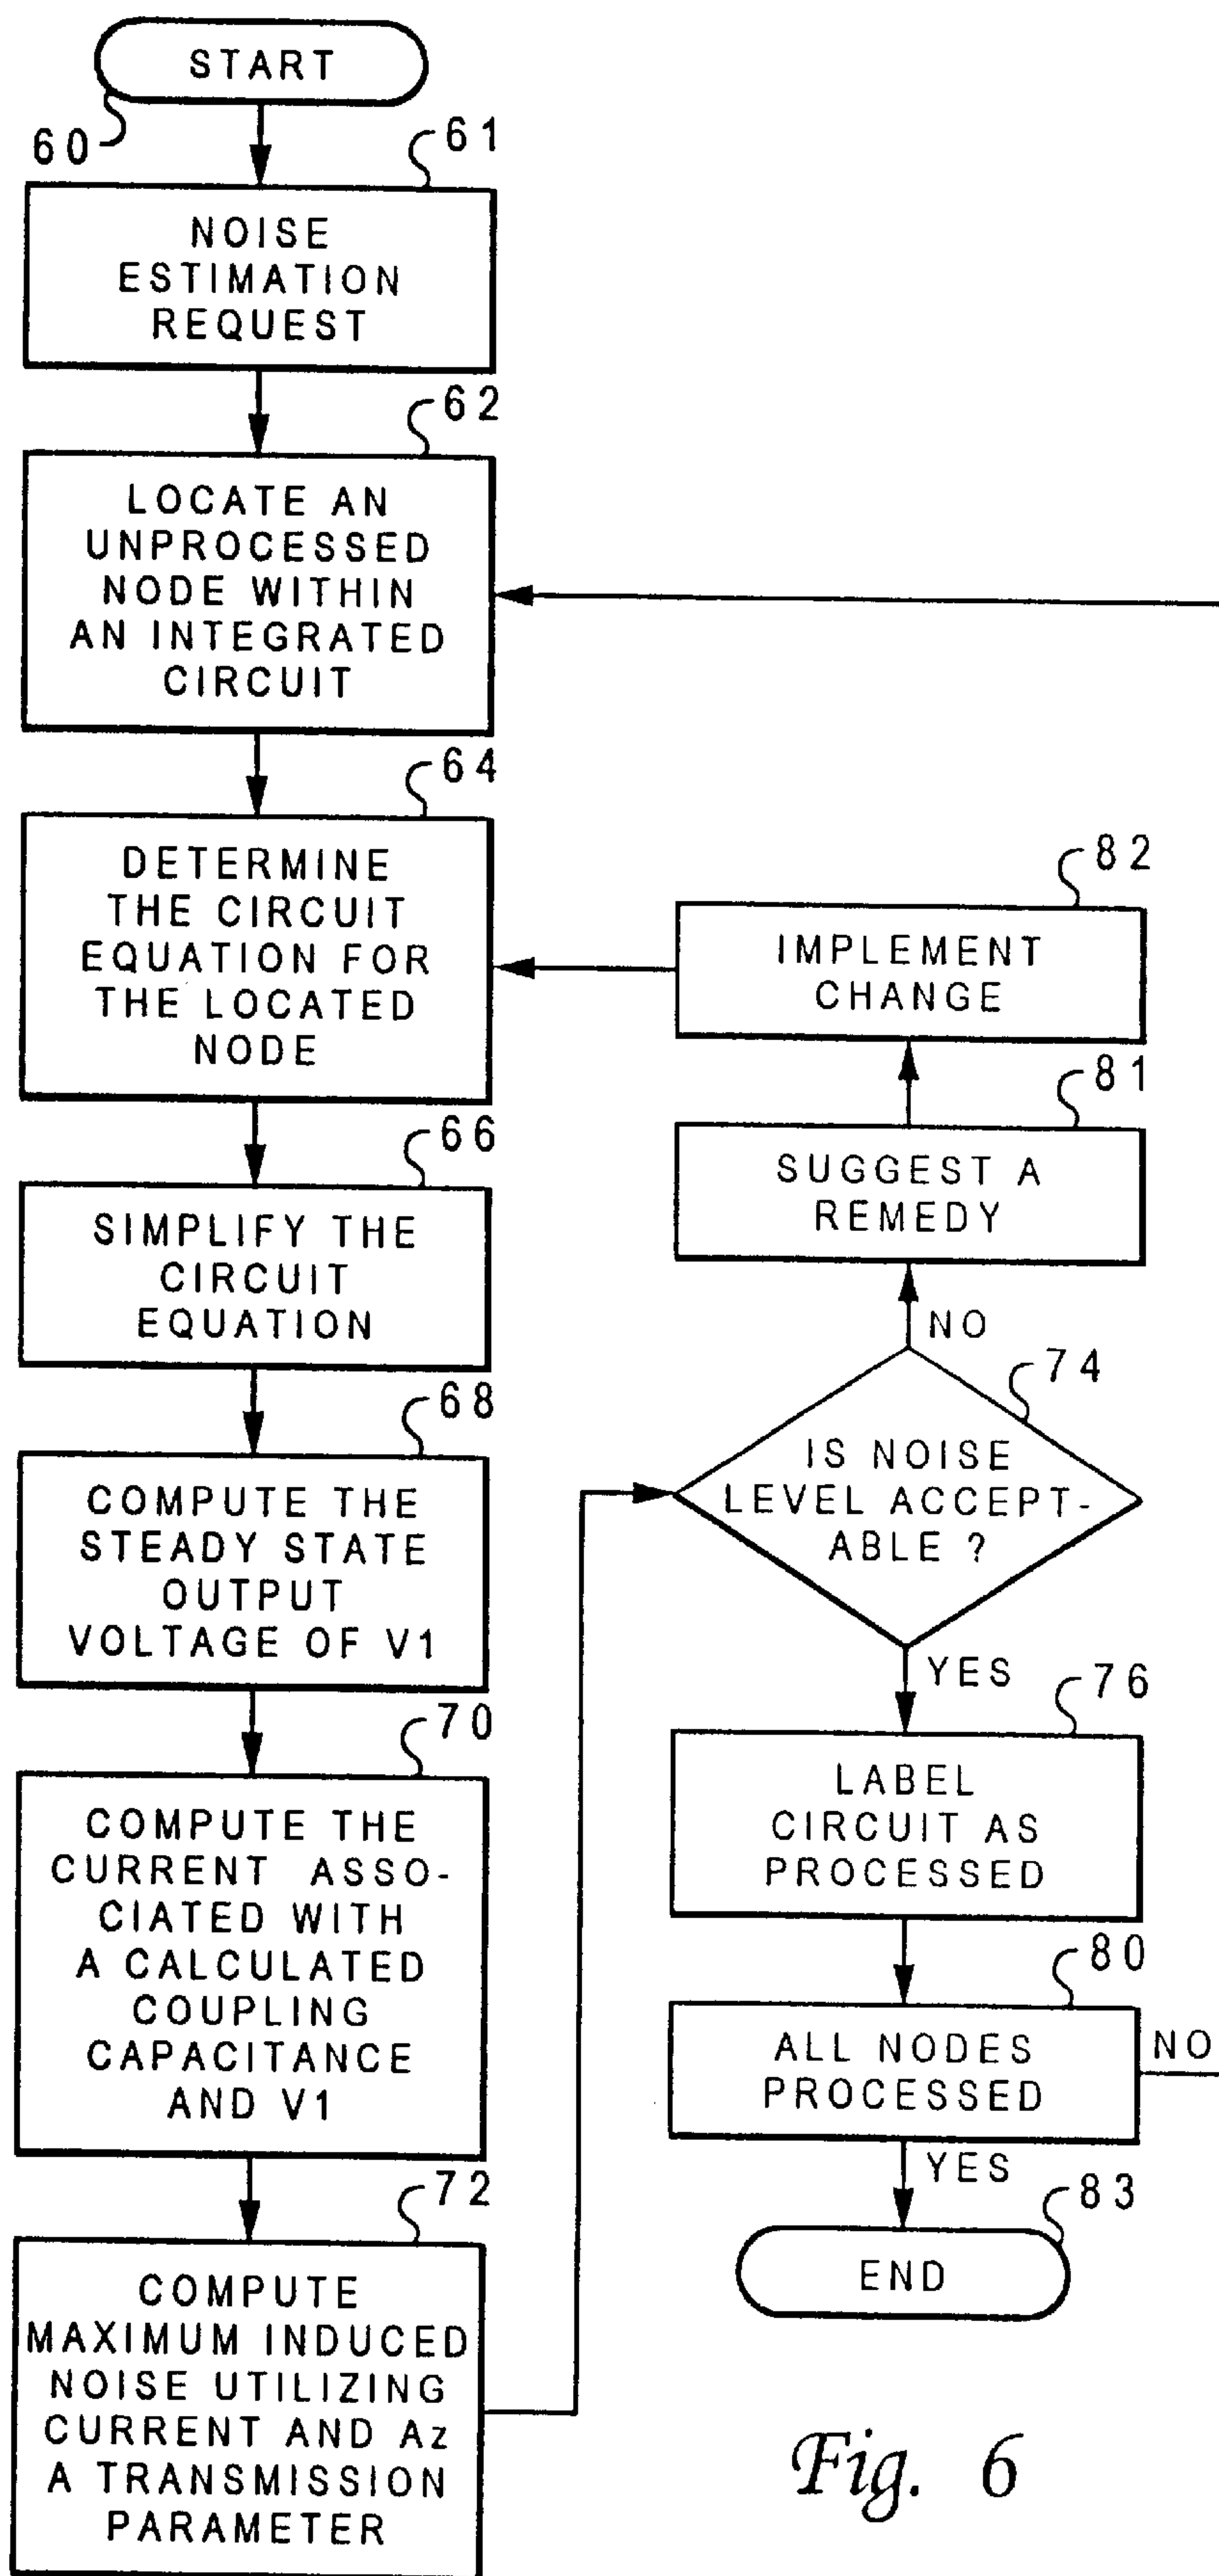 START
60
61
NOISE
ESTIMATION
REQUEST
62
LOCATE AN
UNPROCESSED
NODE WITHIN
AN INTEGRATED
CIRCUIT
64
DETERMINE
THE CIRCUIT
EQUATION FOR
THE LOCATED
NODE
66
SIMPLIFY THE
CIRCUIT
EQUATION
68
COMPUTE THE
STEADY STATE
OUTPUT
VOLTAGE OF V1
70
COMPUTE THE
CURRENT ASSO-
CIATED WITH
A CALCULATED
COUPLING
CAPACITANCE
AND V1
72
COMPUTE
MAXIMUM INDUCED
NOISE UTILIZING
CURRENT AND Az
A TRANSMISSION
PARAMETER
82
IMPLEMENT
CHANGE
81
SUGGEST A
REMEDY
NO
74
IS NOISE
LEVEL ACCEPT-
ABLE ?
YES
76
LABEL
CIRCUIT AS
PROCESSED
80
ALL NODES
PROCESSED
NO
YES
83
END
Fig. 6